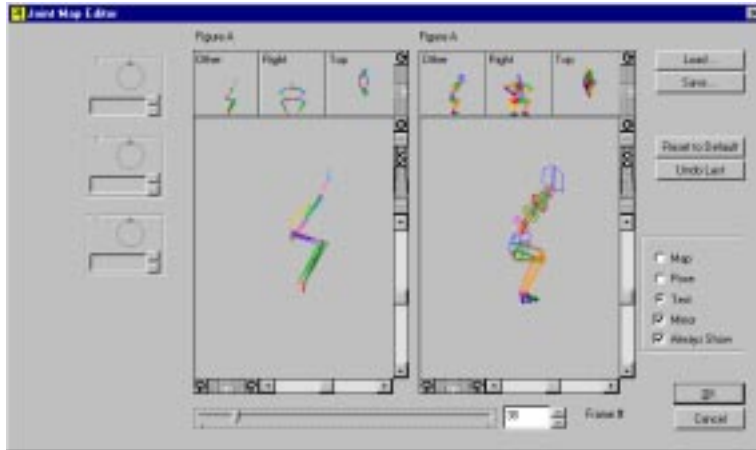 Joint Map Editor
Figure A
Figure A
Other Right Top
Other Right Top
Load...
Save...
Reset to Default
Undo Last
Map
Pose
Test
Mirror
Always Show
Frame #
OK
Cancel